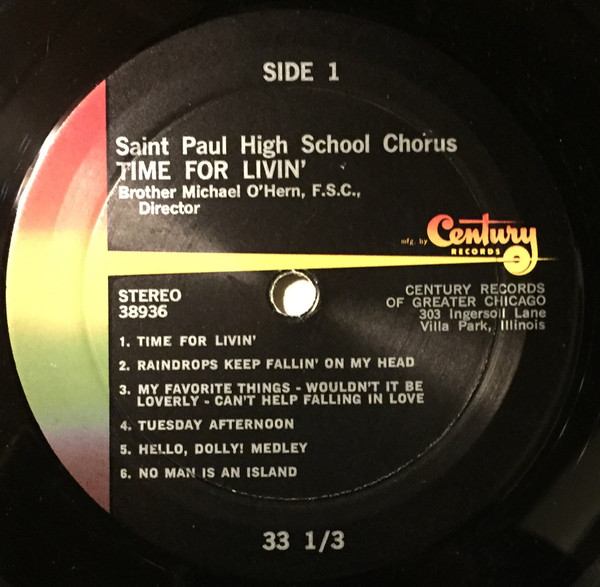 SIDE 1
Saint Paul High School Chorus
TIME FOR LIVIN'
Brother Michael O'Hern, F.S.C.,
Director
mfg. by Century
RECORDS
STEREO
38936
CENTURY RECORDS
OF GREATER CHICAGO
303 Ingersoll Lane
Villa Park, Illinois
1. TIME FOR LIVIN'
2. RAINDROPS KEEP FALLIN' ON MY HEAD
3. MY FAVORITE THINGS - WOULDN'T IT BE
LOVERLY - CAN'T HELP FALLING IN LOVE
4. TUESDAY AFTERNOON
5. HELLO, DOLLY! MEDLEY
6. NO MAN IS AN ISLAND
33 1/3